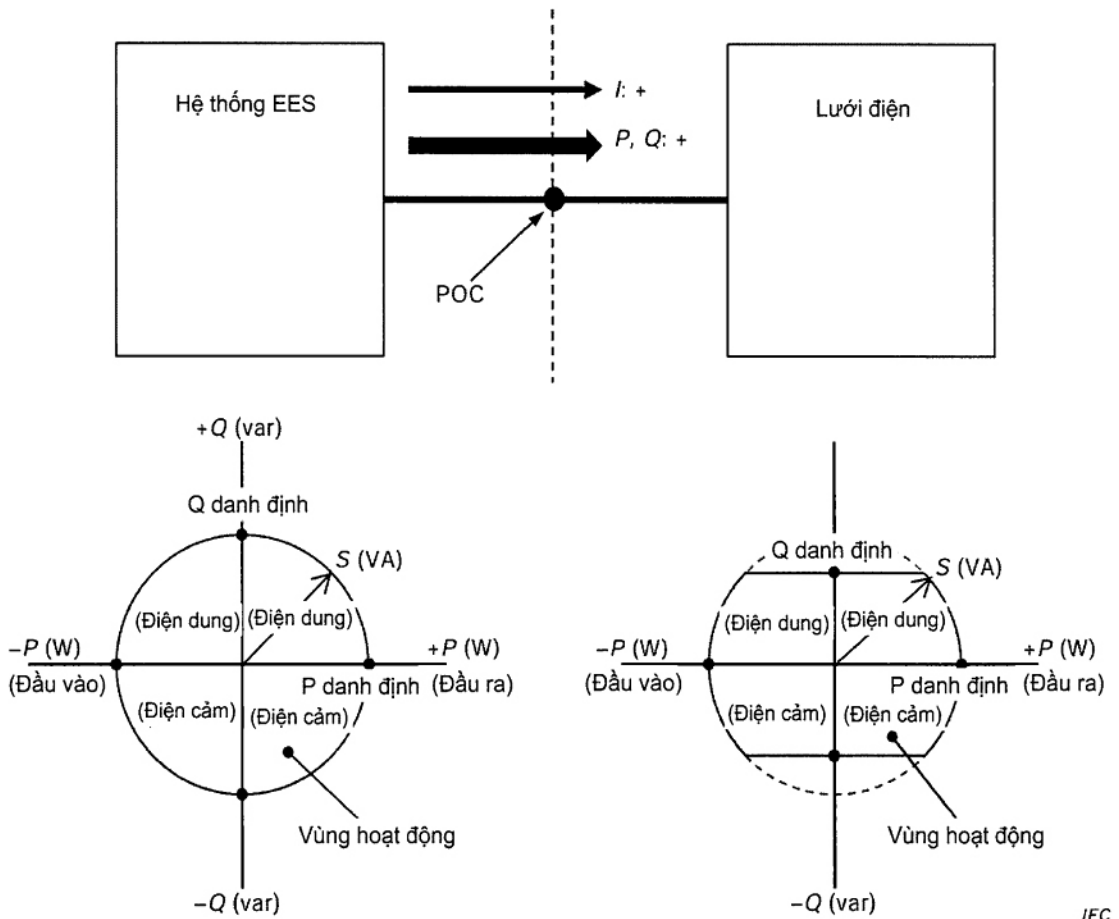 Hệ thống EES
I: +
P, Q: +
Lưới điện
POC
+Q (var)
Q danh định
S (VA)
(Điện dung) (Điện dung)
−P (W)
(Đầu vào)
+P (W)
P danh định (Đầu ra)
(Điện cảm) (Điện cảm)
Vùng hoạt động
−Q (var)
Q danh định
S (VA)
(Điện dung) (Điện dung)
−P (W)
(Đầu vào)
+P (W)
P danh định (Đầu ra)
(Điện cảm) (Điện cảm)
Vùng hoạt động
−Q (var)
IEC